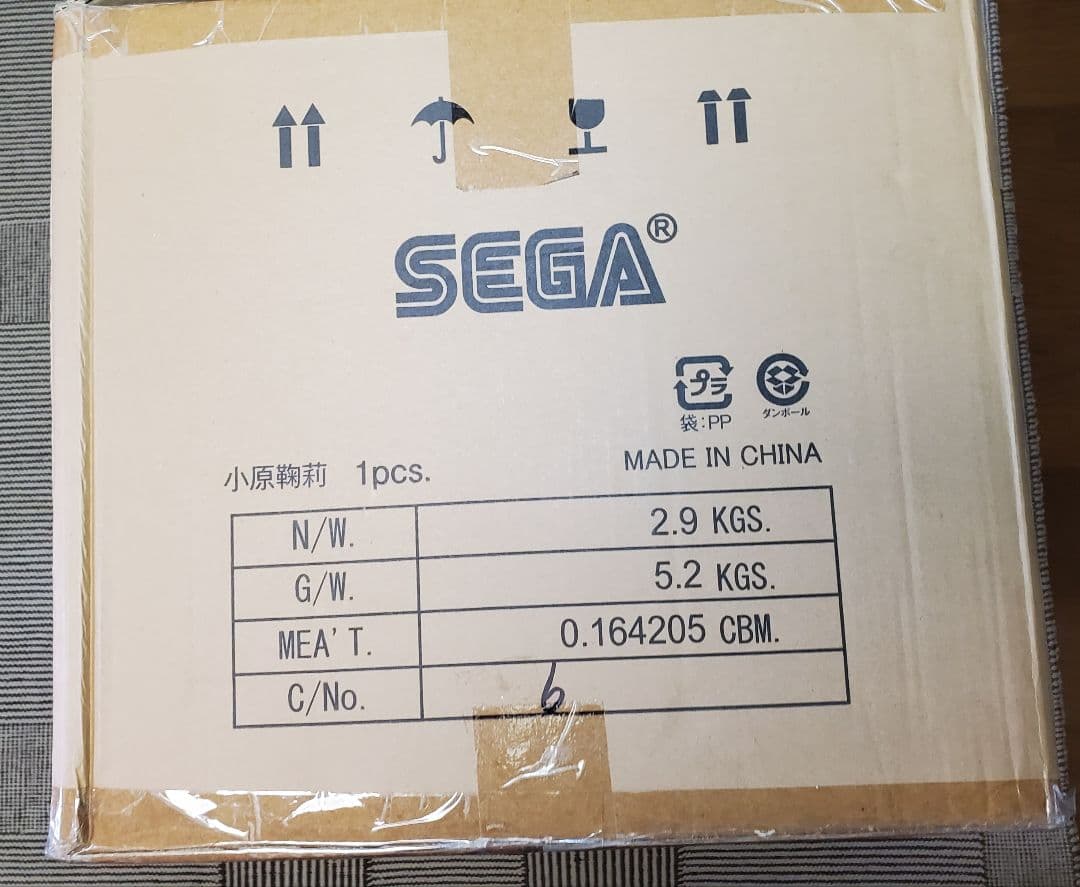 SEGA®
プラ
袋:PP
ダンボール
小原鞠莉 1pcs.
MADE IN CHINA
N/W. 2.9 KGS.
G/W. 5.2 KGS.
MEA'T. 0.164205 CBM.
C/No. 6